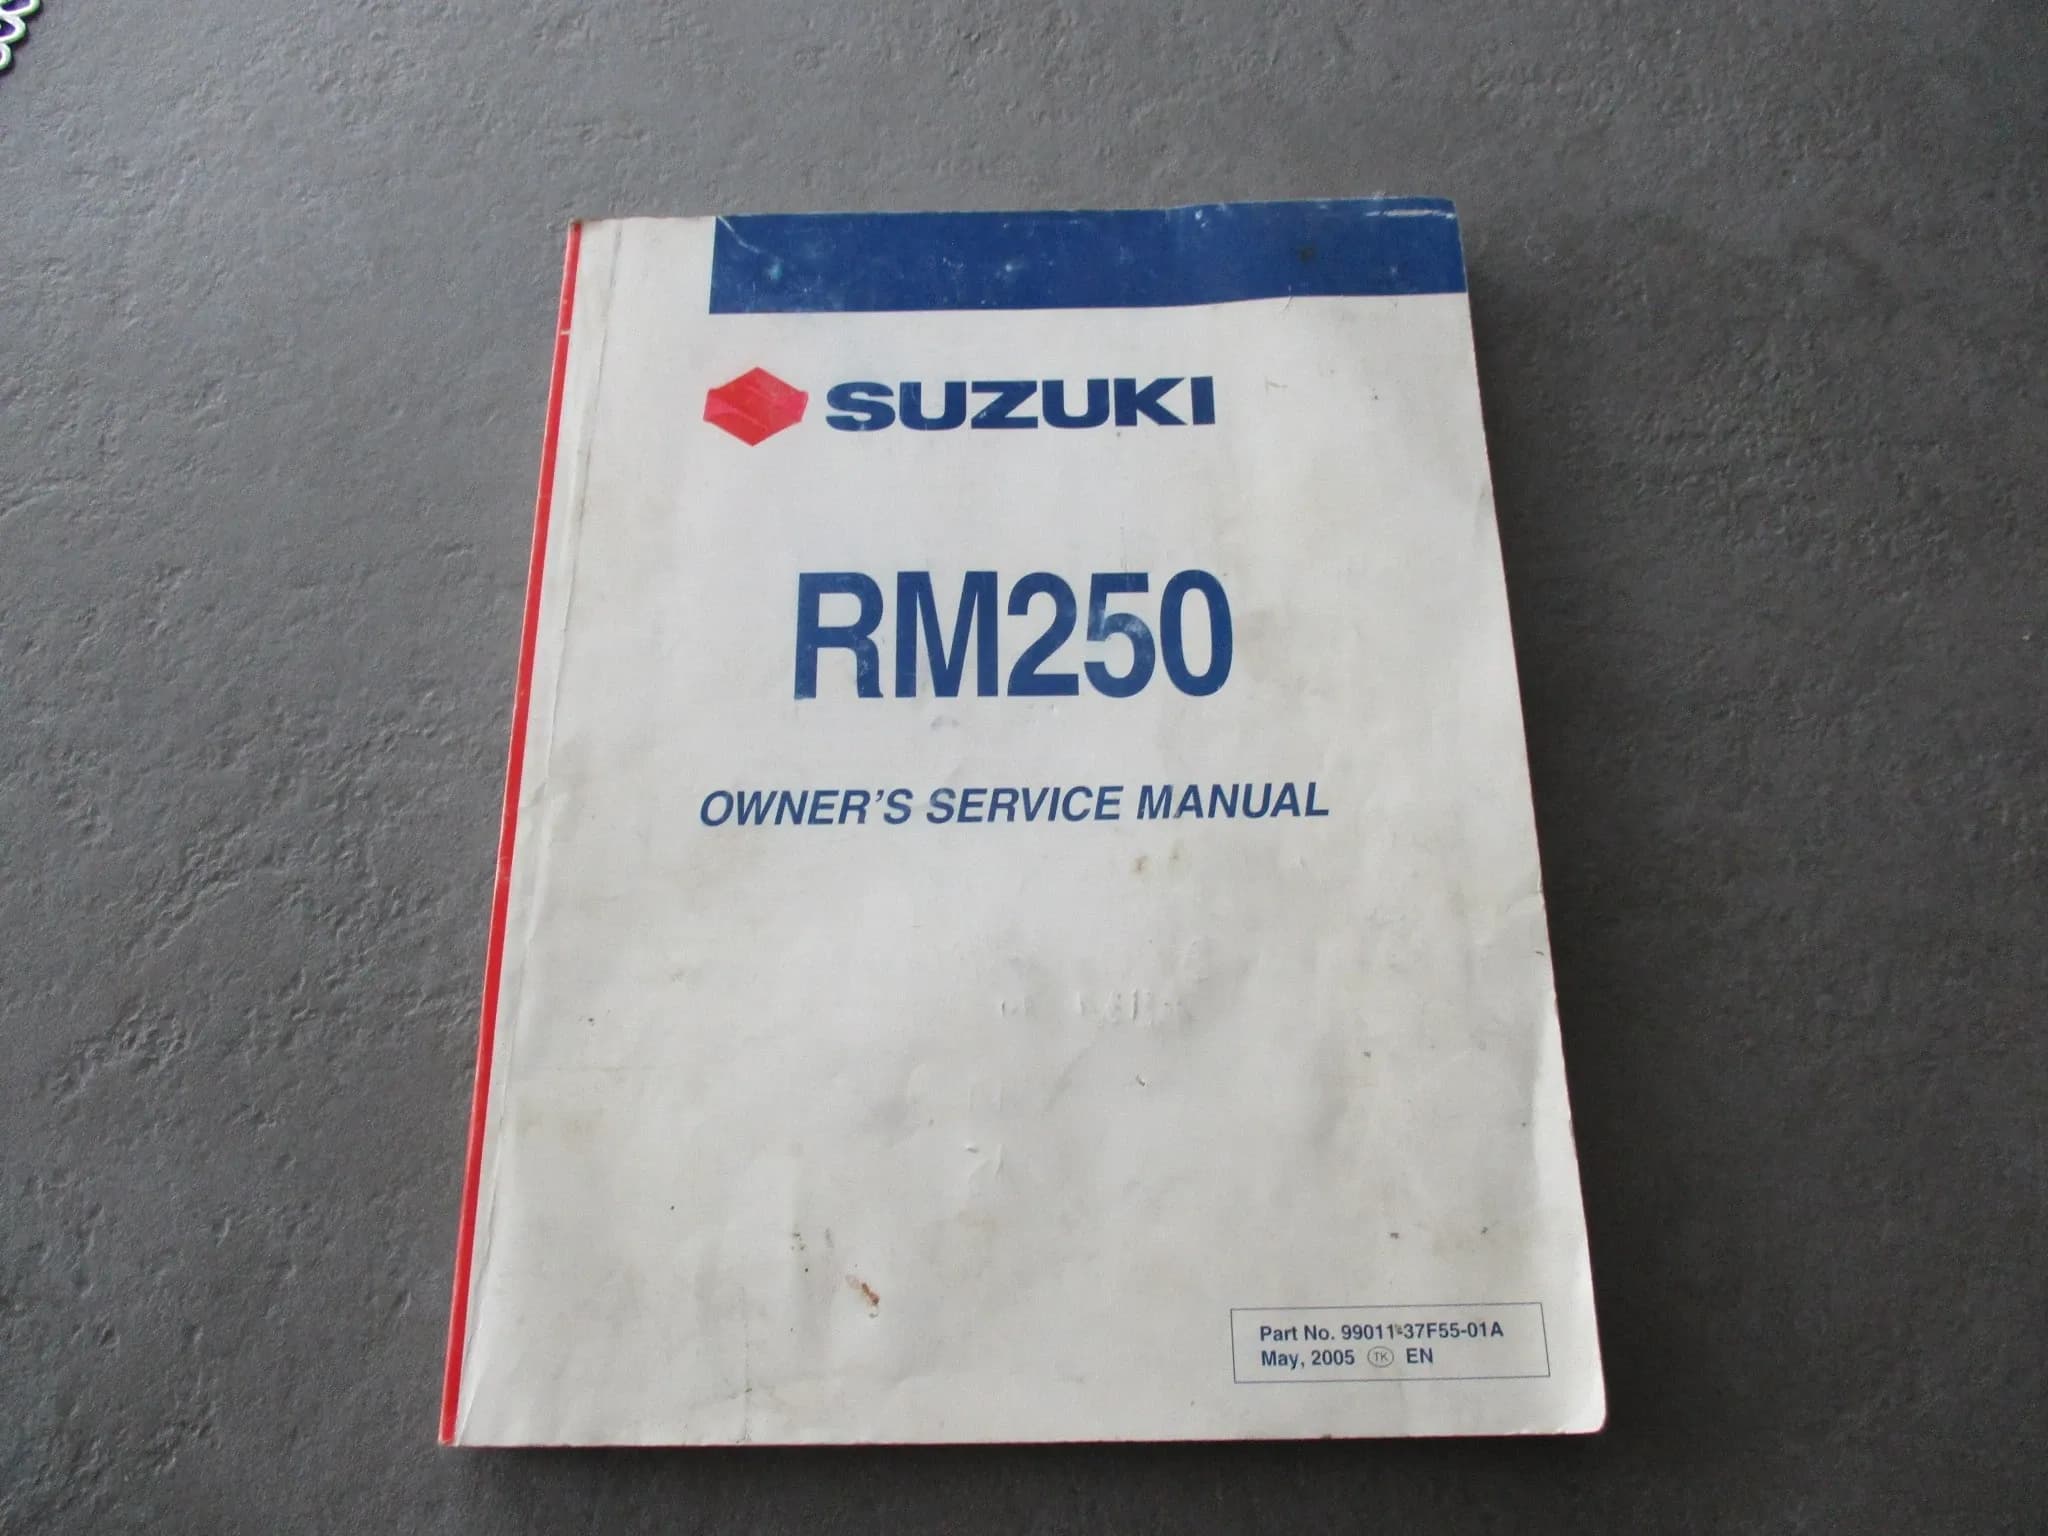 SUZUKI
RM250
OWNER'S SERVICE MANUAL
Part No. 99011-37F55-01A
May, 2005 TK EN